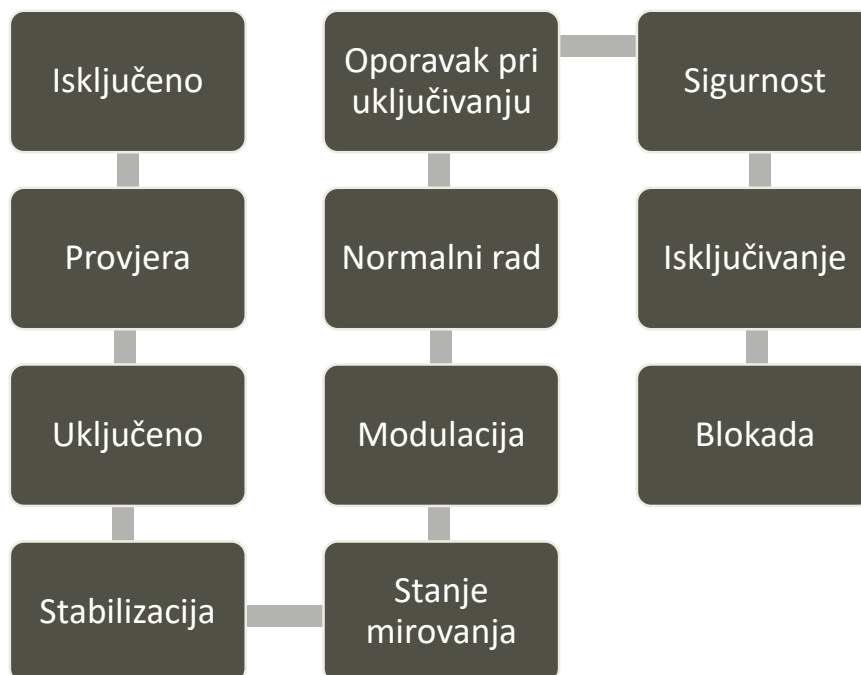 Isključeno
Provjera
Uključeno
Stabilizacija
Stanje
mirovanja
Modulacija
Normalni rad
Oporavak pri
uključivanju
Sigurnost
Isključivanje
Blokada